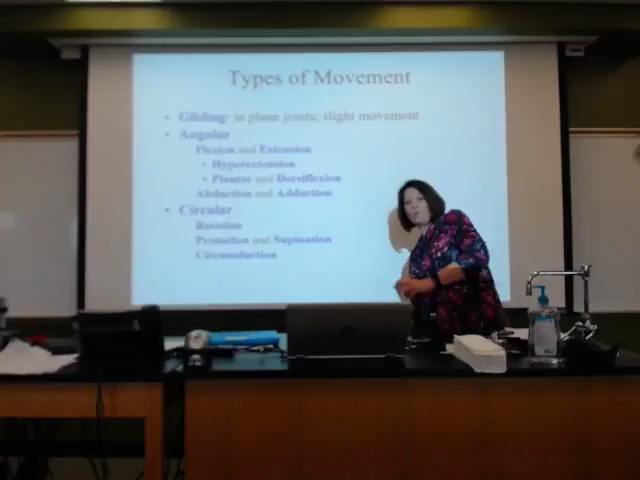 Types of Movement
• Gliding: in plane joints; slight movement
• Angular
Flexion and Extension
• Hyperextension
• Plantar and Dorsiflexion
Abduction and Adduction
• Circular
Rotation
Pronation and Supination
Circumduction